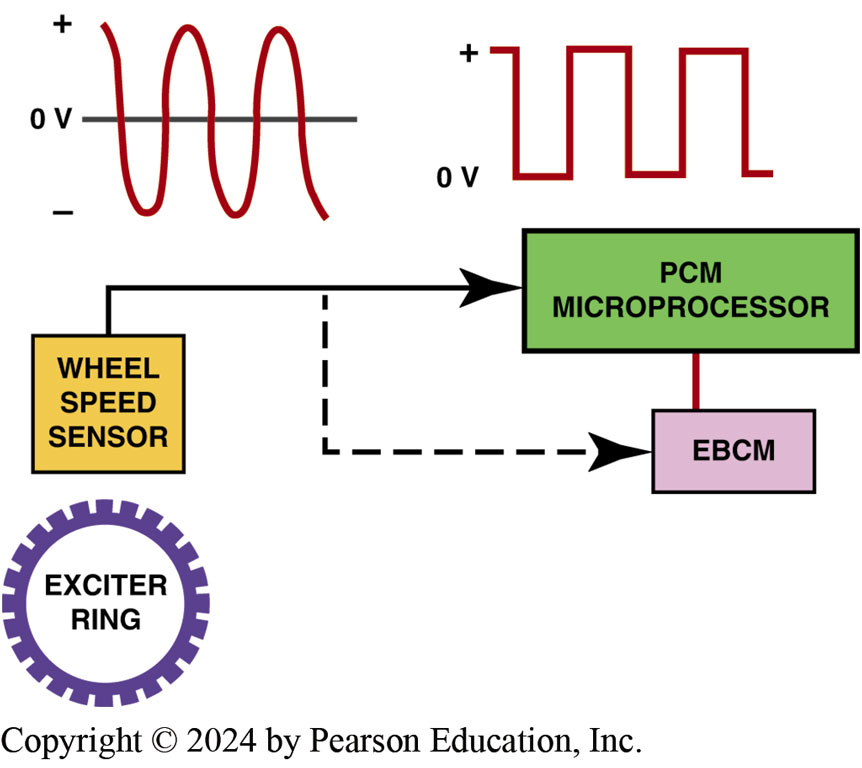 +
0 V
–
+
0 V
PCM
MICROPROCESSOR
WHEEL
SPEED
SENSOR
EBCM
EXCITER
RING
Copyright © 2024 by Pearson Education, Inc.